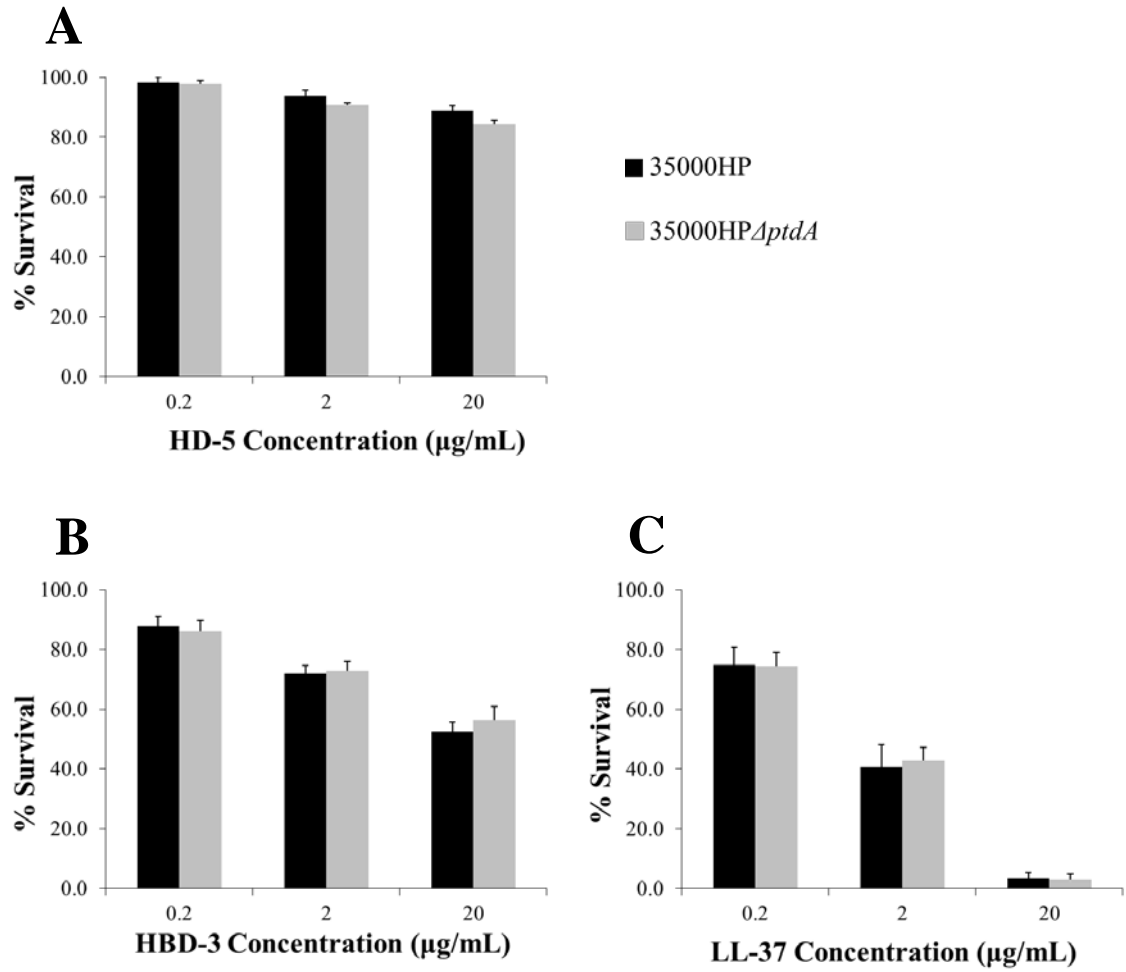 A
100.0
80.0
60.0
40.0
20.0
0.0
% Survival
0.2 2 20
HD-5 Concentration (μg/mL)
35000HP
35000HPΔptdA
B
100.0
80.0
60.0
40.0
20.0
0.0
% Survival
0.2 2 20
HBD-3 Concentration (μg/mL)
C
100.0
80.0
60.0
40.0
20.0
0.0
% Survival
0.2 2 20
LL-37 Concentration (μg/mL)